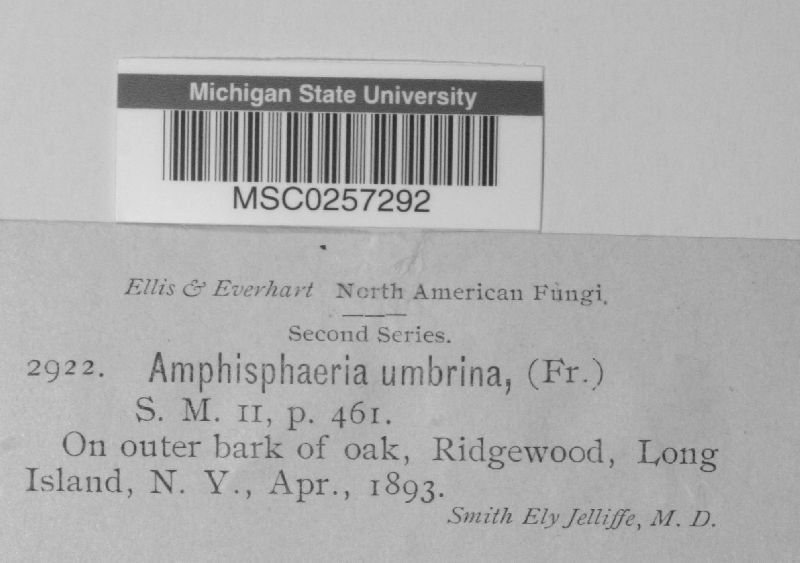 Michigan State University
MSC0257292
Ellis & Everhart North American Fungi.
Second Series.
2922. Amphisphaeria umbrina, (Fr.)
S. M. II, p. 461.
On outer bark of oak, Ridgewood, Long
Island, N. Y., Apr., 1893.
Smith Ely Jelliffe, M. D.